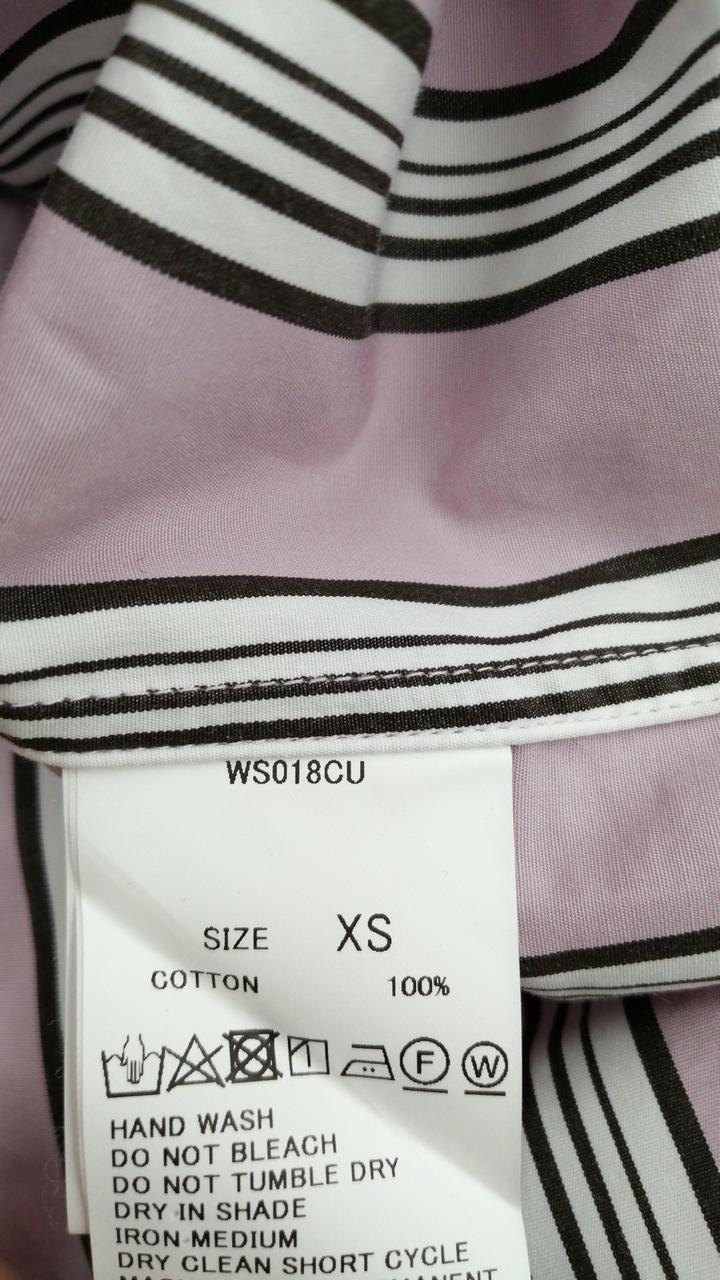 WS018CU
SIZE XS
COTTON 100%
F W
HAND WASH
DO NOT BLEACH
DO NOT TUMBLE DRY
DRY IN SHADE
IRON MEDIUM
DRY CLEAN SHORT CYCLE